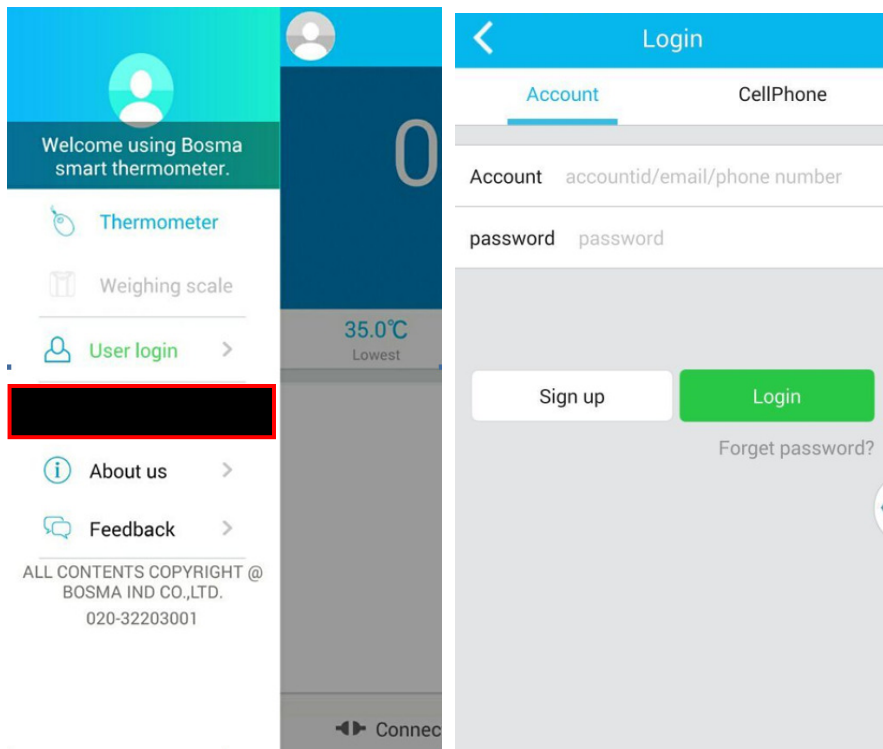 Welcome using Bosma
smart thermometer.
Thermometer
Weighing scale
User login
About us
Feedback
ALL CONTENTS COPYRIGHT @
BOSMA IND CO.,LTD.
020-32203001
0
35.0℃
Lowest
Connec
Login
Account
CellPhone
Account accountid/email/phone number
password password
Sign up
Login
Forget password?